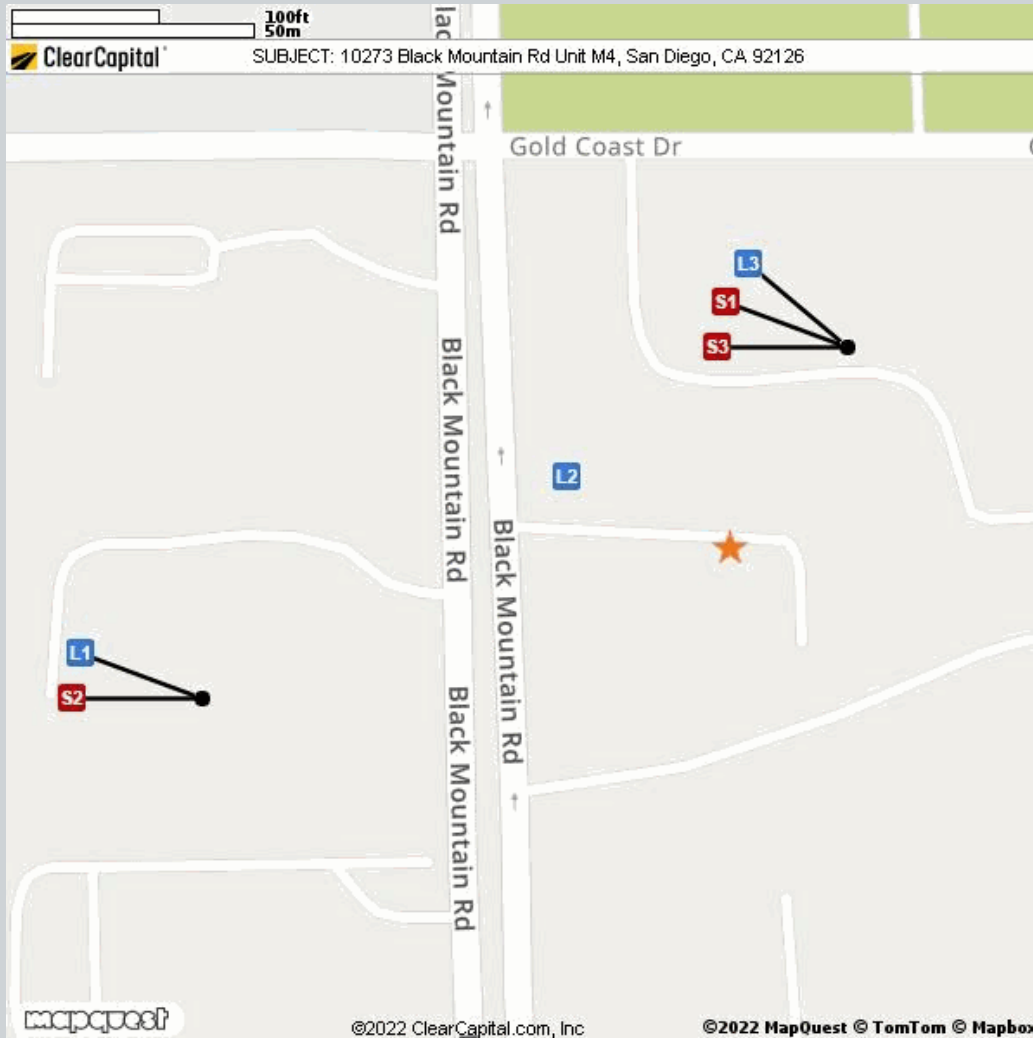 100ft
50m
ClearCapital
SUBJECT: 10273 Black Mountain Rd Unit M4, San Diego, CA 92126
Mountain Rd
Gold Coast Dr
L3
S1
S3
Black Mountain Rd
L2
Black Mountain Rd
L1
S2
Black Mountain Rd
mapquest
©2022 ClearCapital.com, Inc
©2022 MapQuest © TomTom © Mapbox